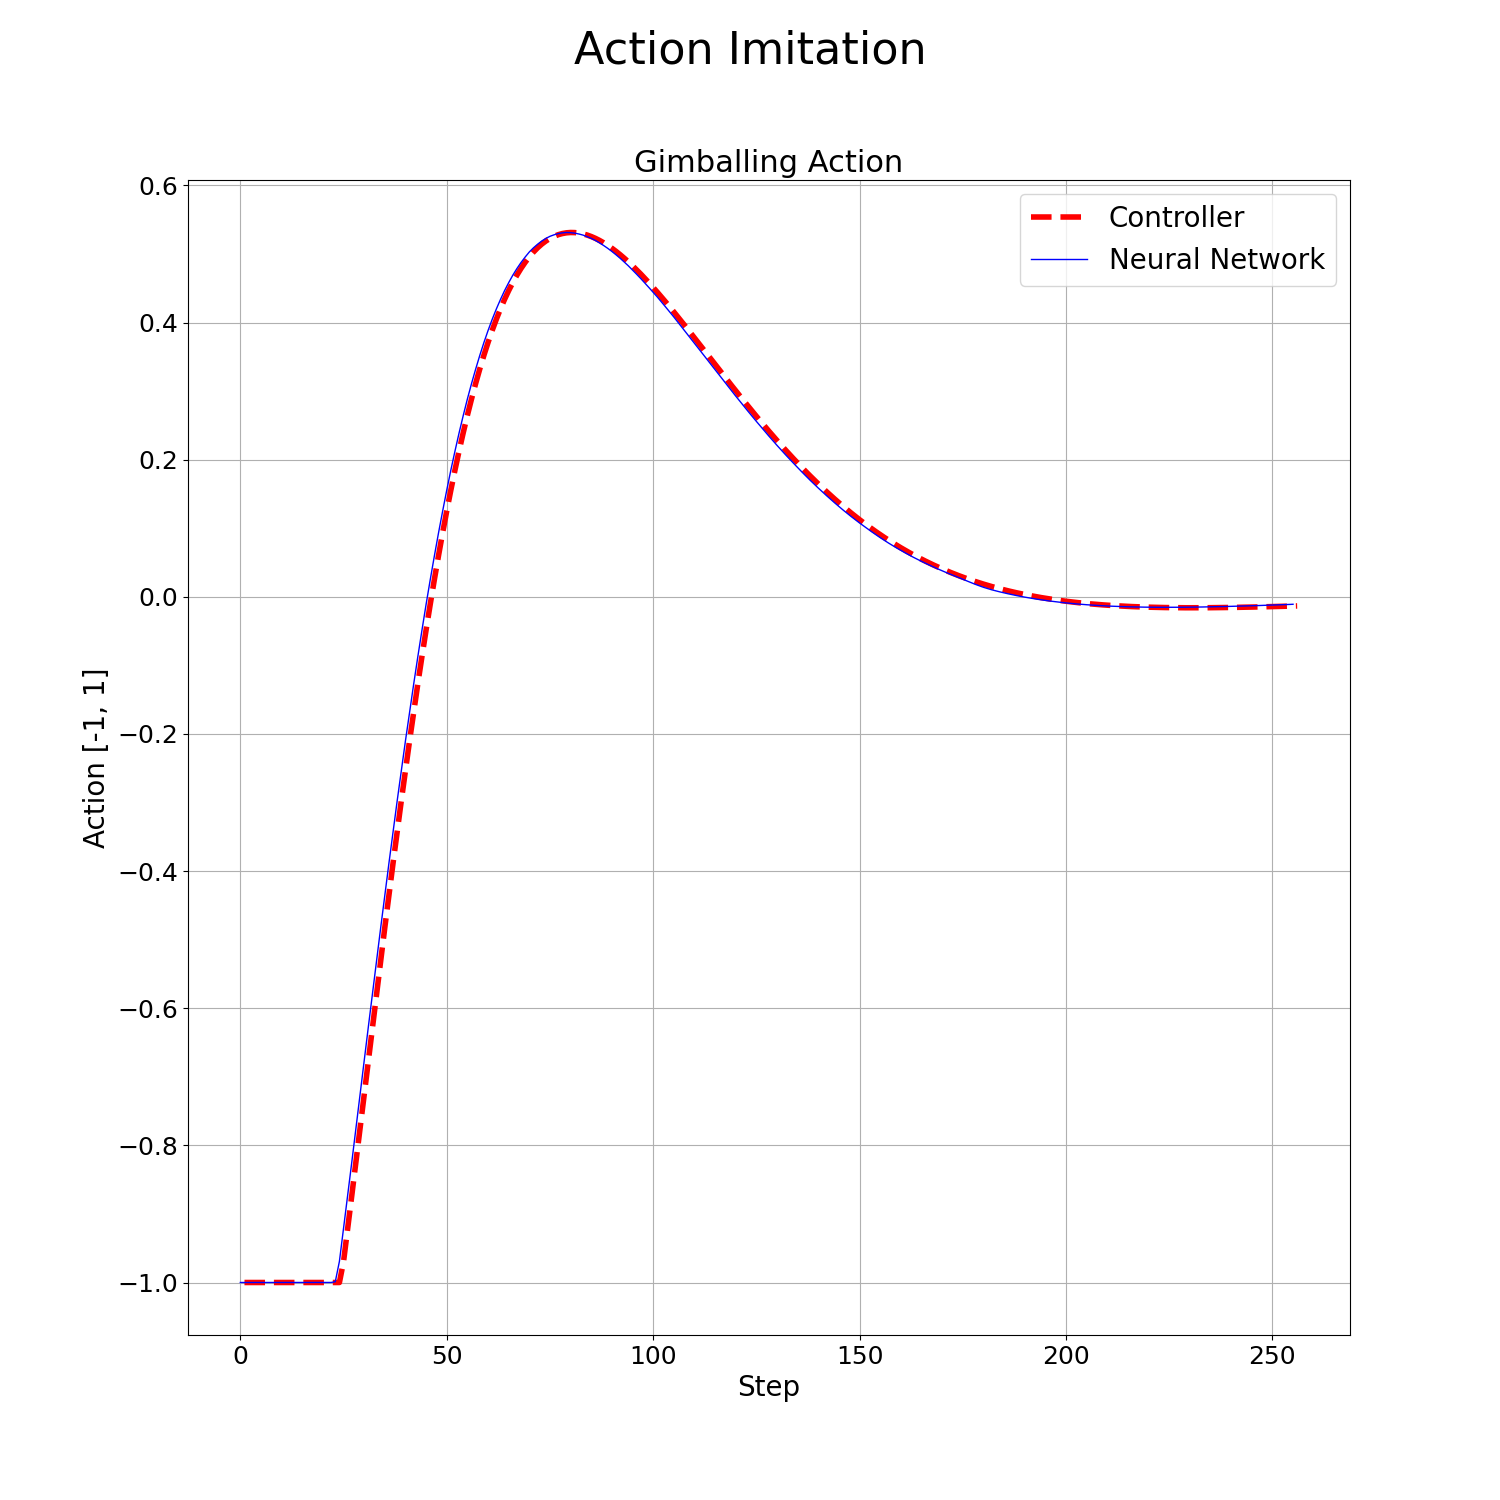 Action Imitation
Gimballing Action
Controller
Neural Network
0.6
0.4
0.2
0.0
−0.2
−0.4
−0.6
−0.8
−1.0
Action [-1, 1]
0 50 100 150 200 250
Step